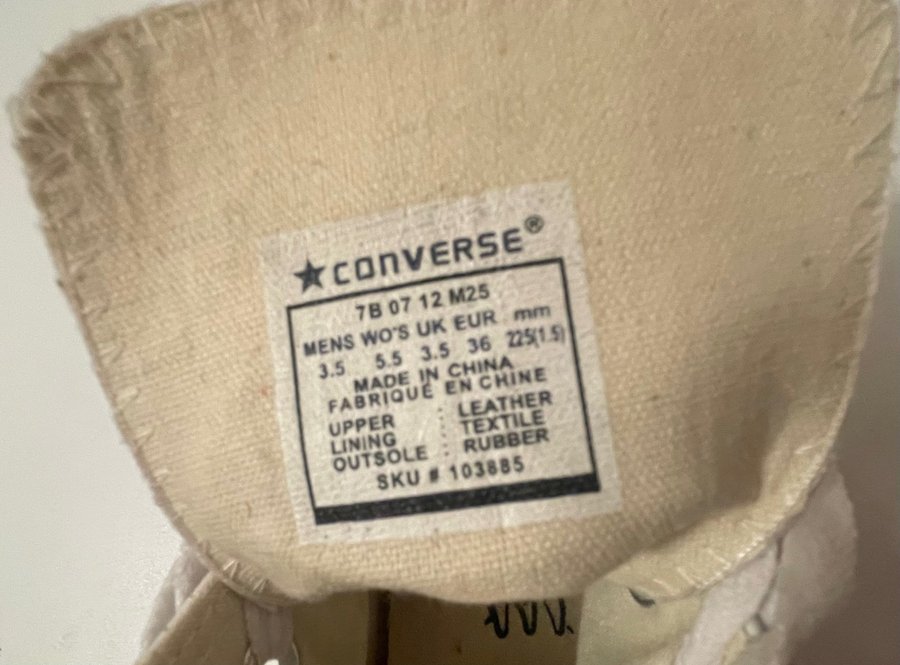 ★CONVERSE®
7B 07 12 M25
MENS WO'S UK EUR mm
3.5 5.5 3.5 36 225(1.5)
MADE IN CHINA
FABRIQUÉ EN CHINE
UPPER : LEATHER
LINING : TEXTILE
OUTSOLE : RUBBER
SKU # 103885